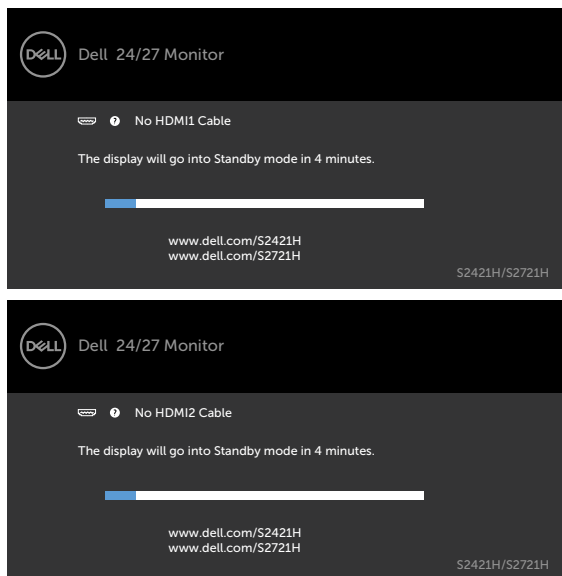 DELL
Dell 24/27 Monitor
? No HDMI1 Cable
The display will go into Standby mode in 4 minutes.
www.dell.com/S2421H
www.dell.com/S2721H
S2421H/S2721H
DELL
Dell 24/27 Monitor
? No HDMI2 Cable
The display will go into Standby mode in 4 minutes.
www.dell.com/S2421H
www.dell.com/S2721H
S2421H/S2721H